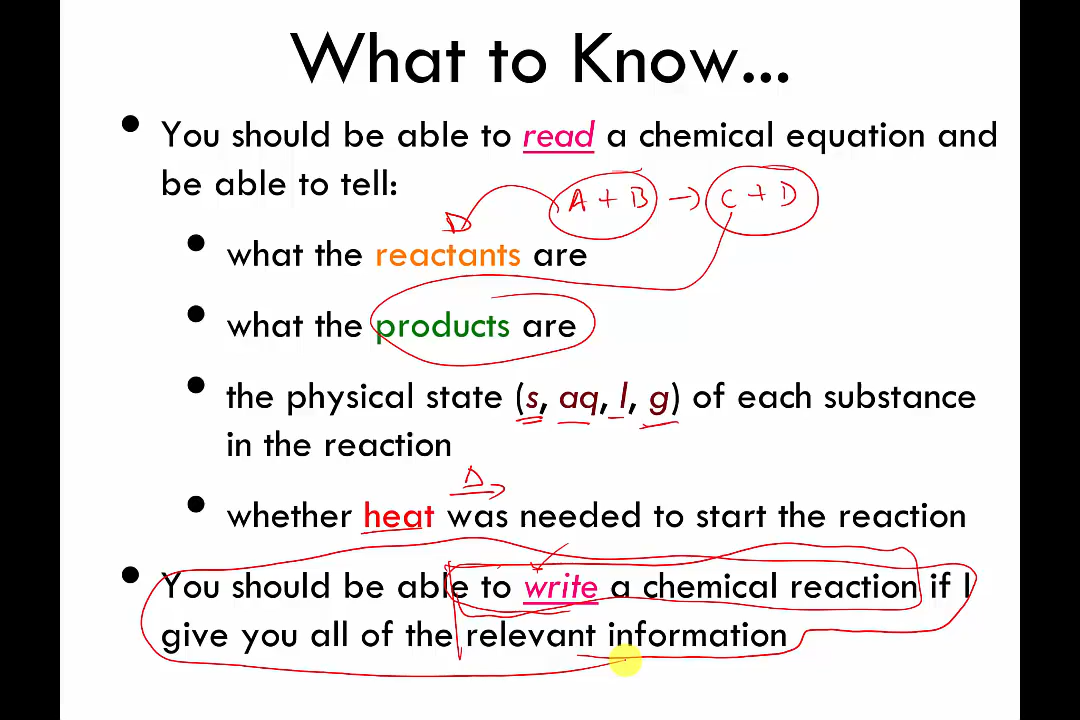 What to Know...
• You should be able to read a chemical equation and
be able to tell:
A + B → C + D
• what the reactants are
• what the products are
• the physical state (s, aq, l, g) of each substance
in the reaction
Δ
• whether heat was needed to start the reaction
• You should be able to write a chemical reaction if I
give you all of the relevant information